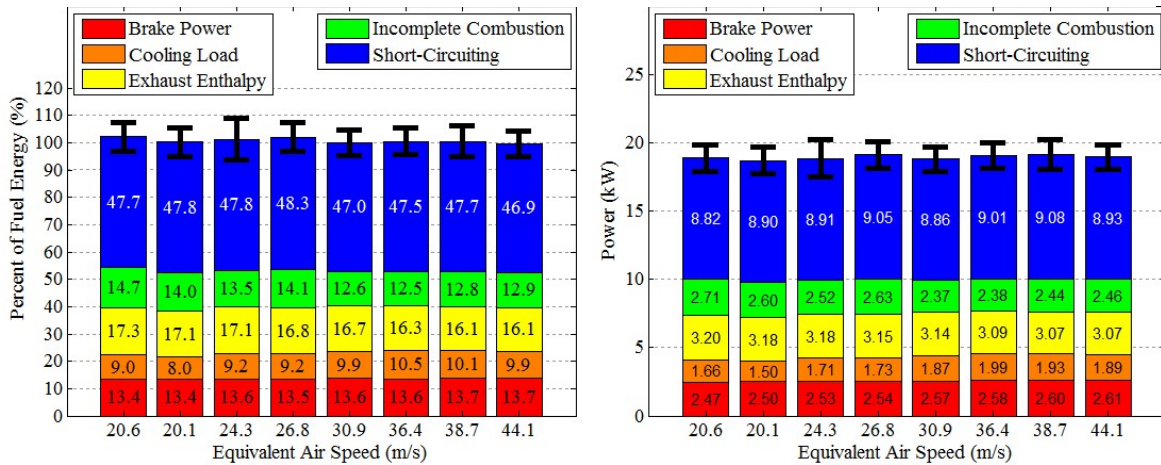 Brake Power
Cooling Load
Exhaust Enthalpy
Incomplete Combustion
Short-Circuiting
Percent of Fuel Energy (%)
120
110
100
90
80
70
60
50
40
30
20
10
0
47.7 47.8 47.8 48.3 47.0 47.5 47.7 46.9
14.7 14.0 13.5 14.1 12.6 12.5 12.8 12.9
17.3 17.1 17.1 16.8 16.7 16.3 16.1 16.1
9.0 8.0 9.2 9.2 9.9 10.5 10.1 9.9
13.4 13.4 13.6 13.5 13.6 13.6 13.7 13.7
20.6 20.1 24.3 26.8 30.9 36.4 38.7 44.1
Equivalent Air Speed (m/s)
Brake Power
Cooling Load
Exhaust Enthalpy
Incomplete Combustion
Short-Circuiting
Power (kW)
25
20
15
10
5
0
8.82 8.90 8.91 9.05 8.86 9.01 9.08 8.93
2.71 2.60 2.52 2.63 2.37 2.38 2.44 2.46
3.20 3.18 3.18 3.15 3.14 3.09 3.07 3.07
1.66 1.50 1.71 1.73 1.87 1.99 1.93 1.89
2.47 2.50 2.53 2.54 2.57 2.58 2.60 2.61
20.6 20.1 24.3 26.8 30.9 36.4 38.7 44.1
Equivalent Air Speed (m/s)